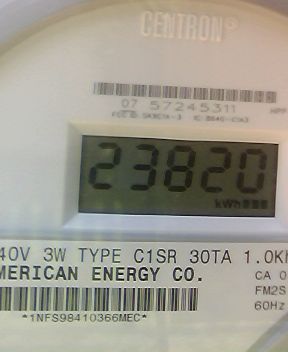 CENTRON®
07 57245311
23820
kWh
40V 3W TYPE C1SR 30TA 1.0Kh
MERICAN ENERGY CO.
CA 0
FM2S
60Hz
*1NFS98410366MEC*